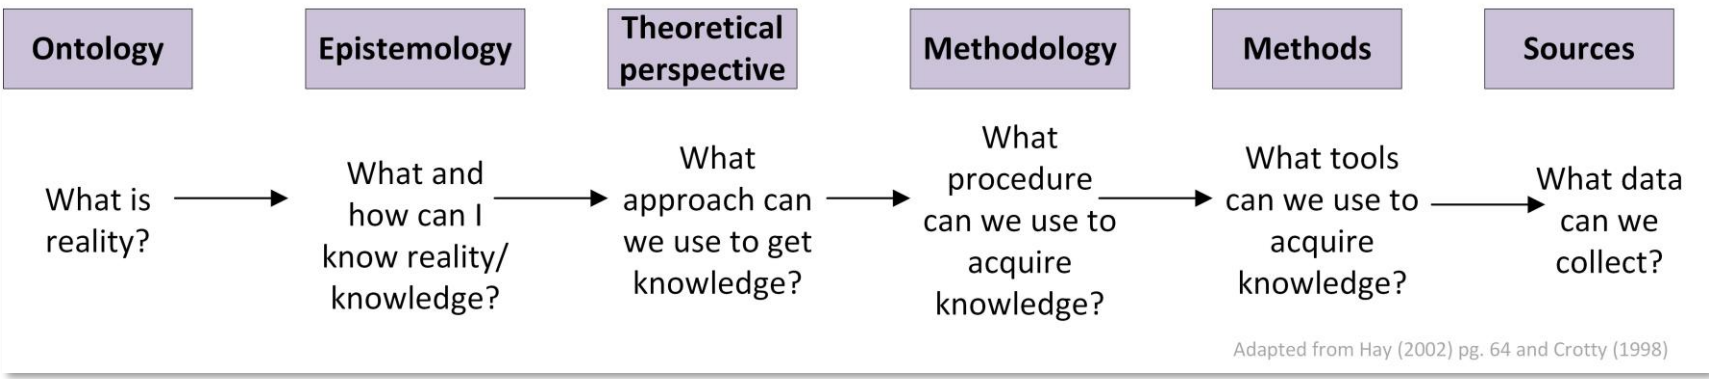 Ontology
Epistemology
Theoretical
perspective
Methodology
Methods
Sources
What is
reality?
What and
how can I
know reality/
knowledge?
What
approach can
we use to get
knowledge?
What
procedure
can we use to
acquire
knowledge?
What tools
can we use to
acquire
knowledge?
What data
can we
collect?
Adapted from Hay (2002) pg. 64 and Crotty (1998)